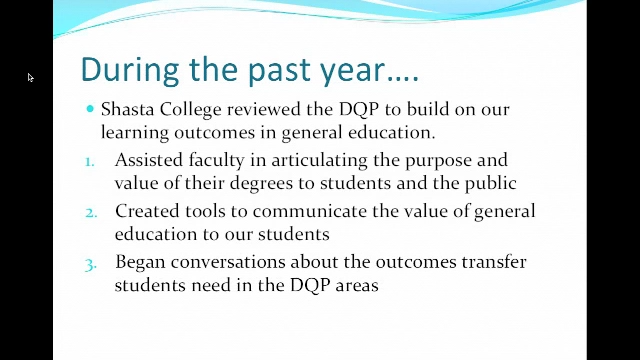 During the past year....
• Shasta College reviewed the DQP to build on our
learning outcomes in general education.
1. Assisted faculty in articulating the purpose and
value of their degrees to students and the public
2. Created tools to communicate the value of general
education to our students
3. Began conversations about the outcomes transfer
students need in the DQP areas